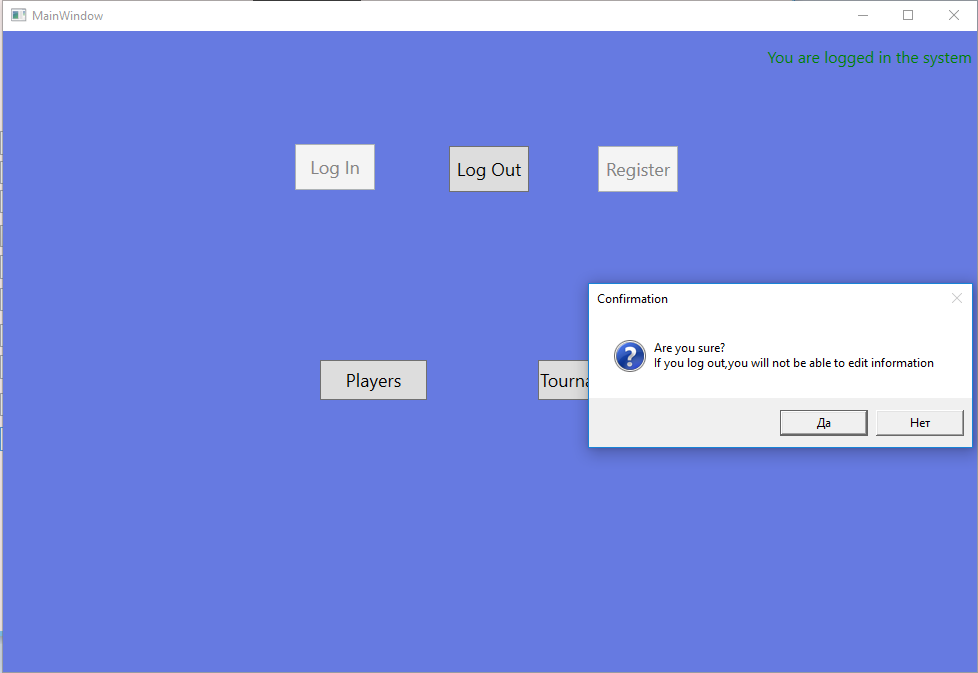 MainWindow
You are logged in the system
Log In
Log Out
Register
Confirmation
Are you sure?
If you log out,you will not be able to edit information
Players
Tourna
Да
Нет